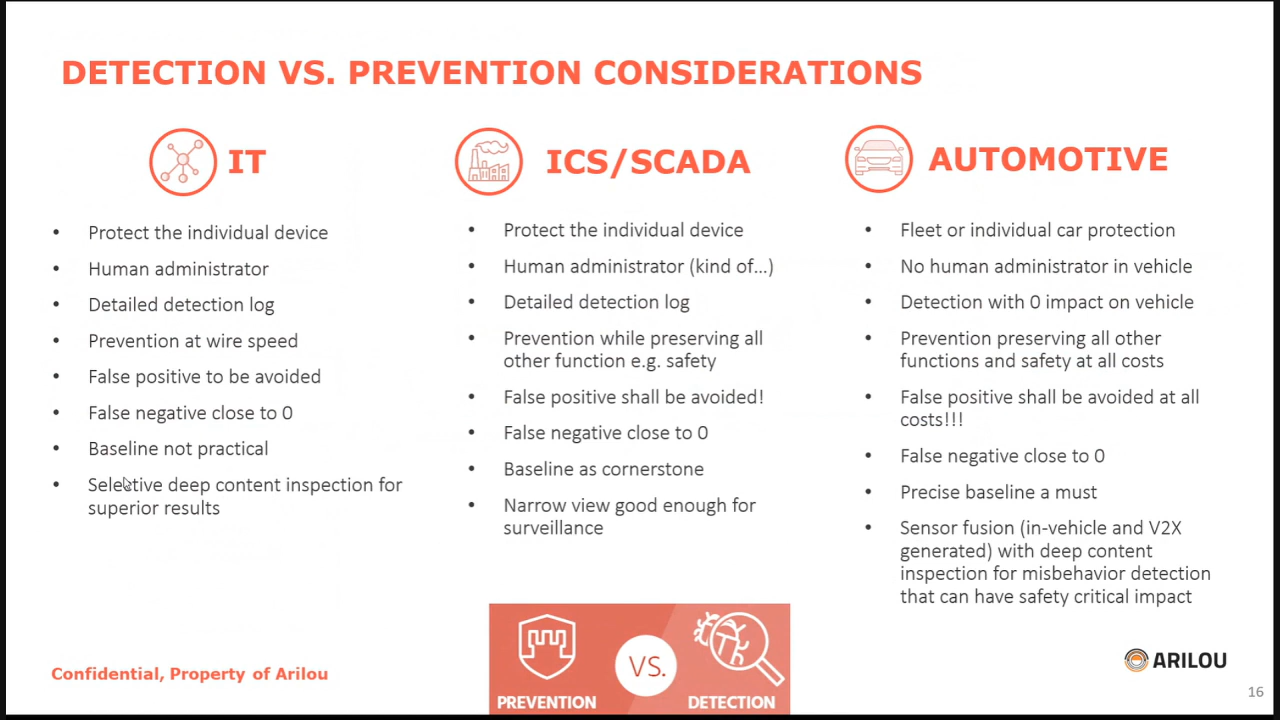 DETECTION VS. PREVENTION CONSIDERATIONS
IT
• Protect the individual device
• Human administrator
• Detailed detection log
• Prevention at wire speed
• False positive to be avoided
• False negative close to 0
• Baseline not practical
• Selective deep content inspection for
superior results
ICS/SCADA
• Protect the individual device
• Human administrator (kind of...)
• Detailed detection log
• Prevention while preserving all
other function e.g. safety
• False positive shall be avoided!
• False negative close to 0
• Baseline as cornerstone
• Narrow view good enough for
surveillance
AUTOMOTIVE
• Fleet or individual car protection
• No human administrator in vehicle
• Detection with 0 impact on vehicle
• Prevention preserving all other
functions and safety at all costs
• False positive shall be avoided at all
costs!!!
• False negative close to 0
• Precise baseline a must
• Sensor fusion (in-vehicle and V2X
generated) with deep content
inspection for misbehavior detection
that can have safety critical impact
PREVENTION
VS.
DETECTION
Confidential, Property of Arilou
ARILOU
16